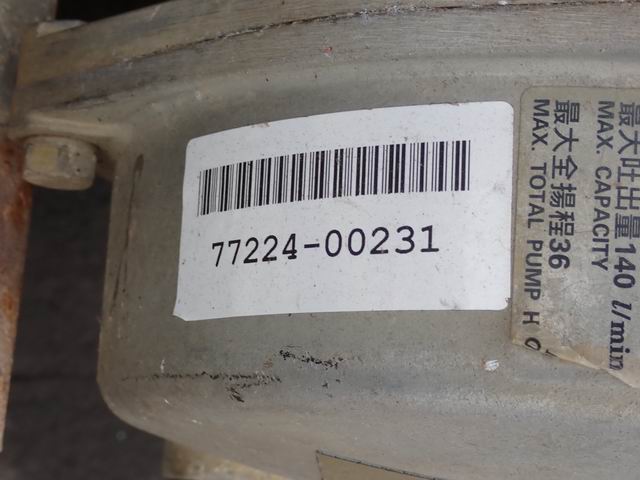 77224-00231
最大吐出量140 l/min
MAX. CAPACITY
最大全揚程36
MAX. TOTAL PUMP H